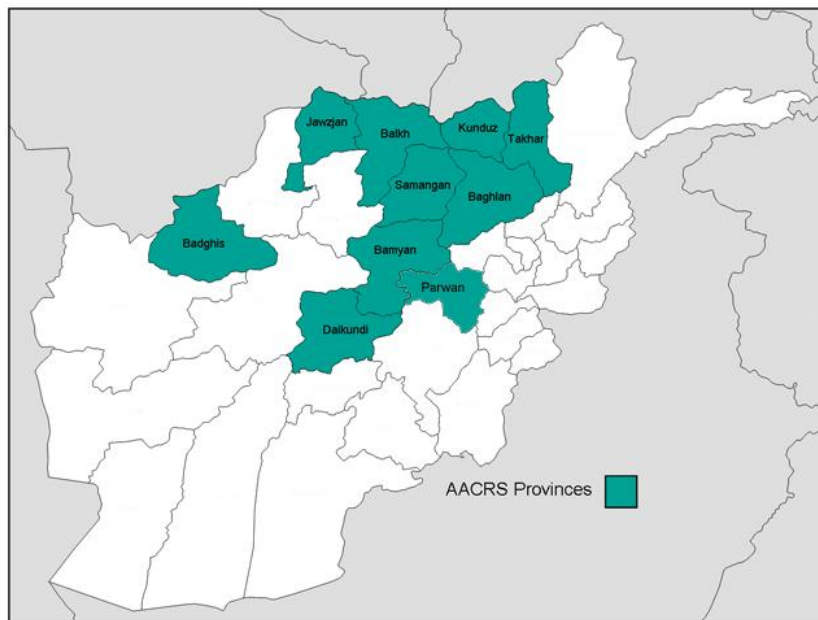 Jawzjan
Balkh
Kunduz
Takhar
Samangan
Baghlan
Badghis
Bamyan
Parwan
Daikundi
AACRS Provinces